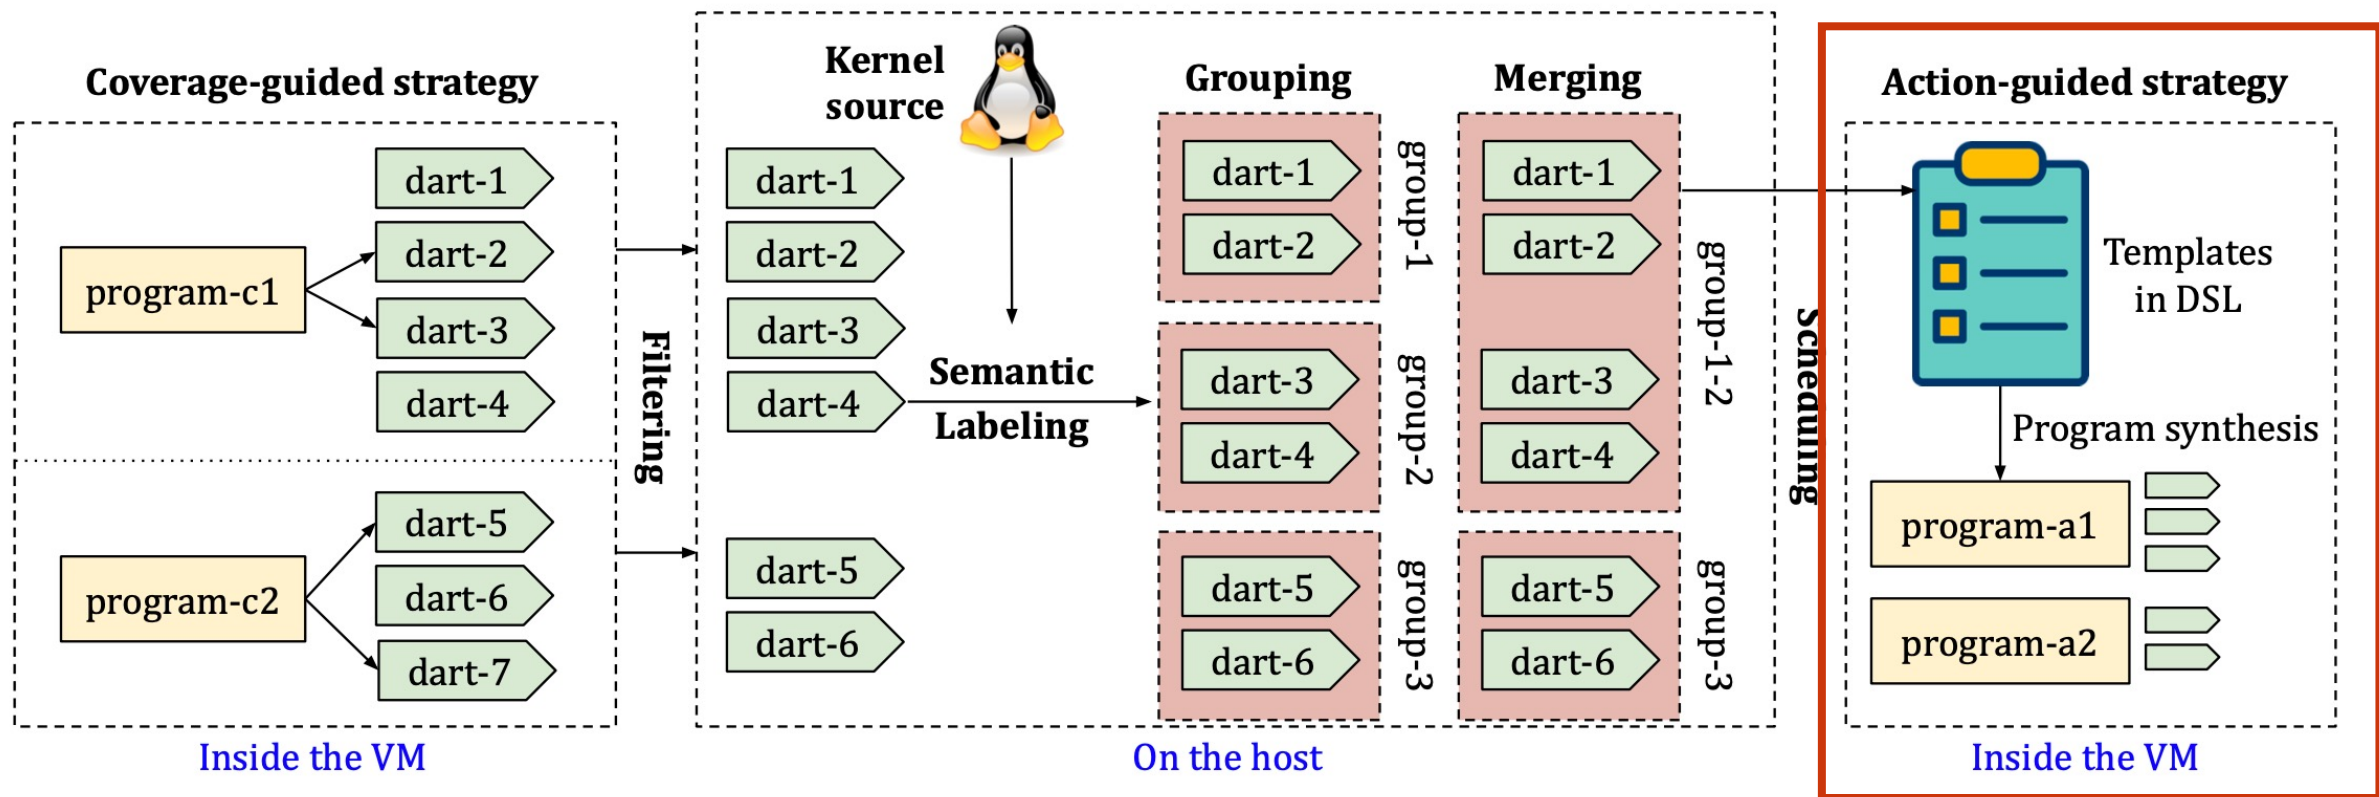 Coverage-guided strategy
program-c1
dart-1
dart-2
dart-3
dart-4
program-c2
dart-5
dart-6
dart-7
Inside the VM
Filtering
Kernel
source
dart-1
dart-2
dart-3
dart-4
dart-5
dart-6
Semantic
Labeling
Grouping
dart-1
dart-2
group-1
dart-3
dart-4
group-2
dart-5
dart-6
group-3
Merging
dart-1
dart-2
dart-3
dart-4
group-1-2
dart-5
dart-6
group-3
On the host
Scheduling
Action-guided strategy
Templates
in DSL
Program synthesis
program-a1
program-a2
Inside the VM